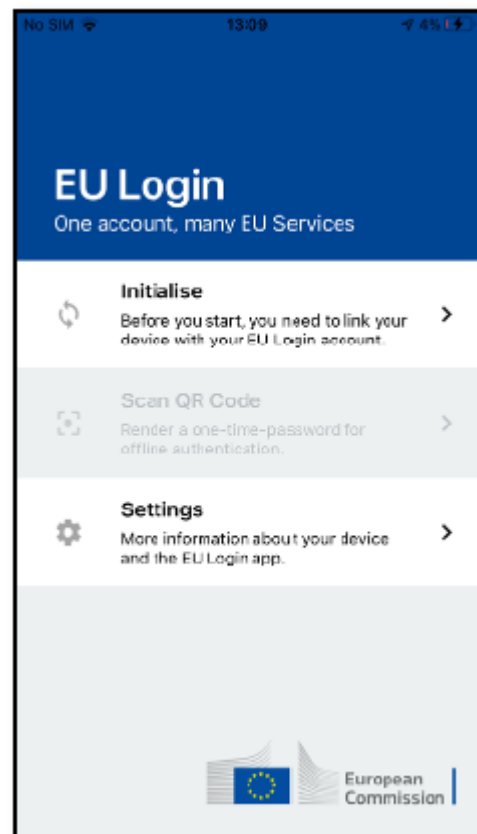 No SIM 13:09 4%
EU Login
One account, many EU Services
Initialise
Before you start, you need to link your
device with your EU Login account.
Scan QR Code
Render a one-time-password for
offline authentication.
Settings
More information about your device
and the EU Login app.
European
Commission